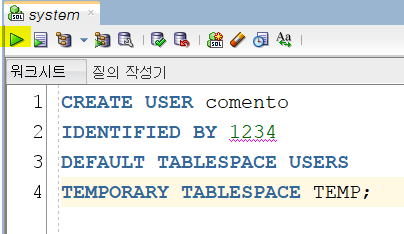 system
워크시트 질의 작성기
1 CREATE USER comento
2 IDENTIFIED BY 1234
3 DEFAULT TABLESPACE USERS
4 TEMPORARY TABLESPACE TEMP;